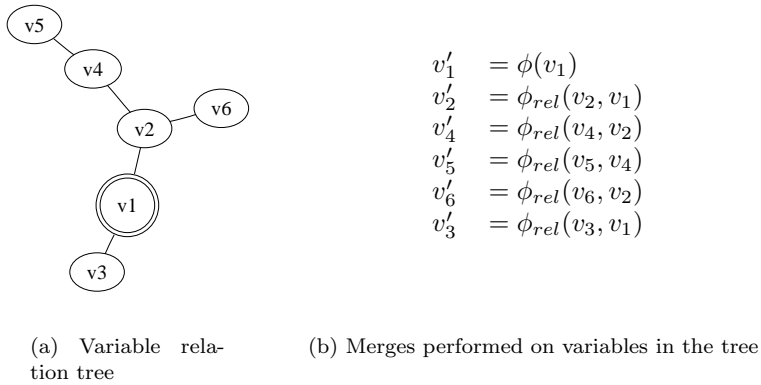 v5
v4
v6
v2
v1
v3
v′₁ = ϕ(v₁)
v′₂ = ϕᵣₑₗ(v₂, v₁)
v′₄ = ϕᵣₑₗ(v₄, v₂)
v′₅ = ϕᵣₑₗ(v₅, v₄)
v′₆ = ϕᵣₑₗ(v₆, v₂)
v′₃ = ϕᵣₑₗ(v₃, v₁)
(a) Variable rela-
tion tree
(b) Merges performed on variables in the tree